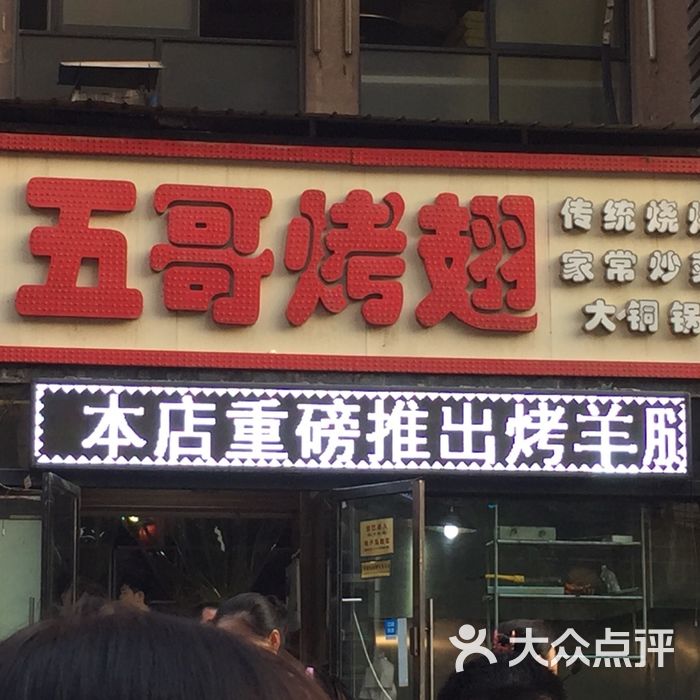 五哥烤翅
传统烧
家常炒
大铜锅
本店重磅推出烤羊
大众点评